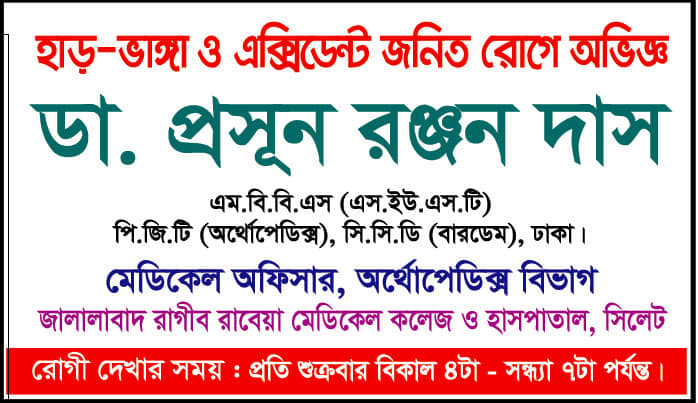 হাড়-ভাঙ্গা ও এক্সিডেন্ট জনিত রোগে অভিজ্ঞ
ডা. প্রসূন রঞ্জন দাস
এম.বি.বি.এস (এস.ইউ.এস.টি)
পি.জি.টি (অর্থোপেডিক্স), সি.সি.ডি (বারডেম), ঢাকা।
মেডিকেল অফিসার, অর্থোপেডিক্স বিভাগ
জালালাবাদ রাগীব রাবেয়া মেডিকেল কলেজ ও হাসপাতাল, সিলেট
রোগী দেখার সময় : প্রতি শুক্রবার বিকাল ৪টা - সন্ধ্যা ৭টা পর্যন্ত।